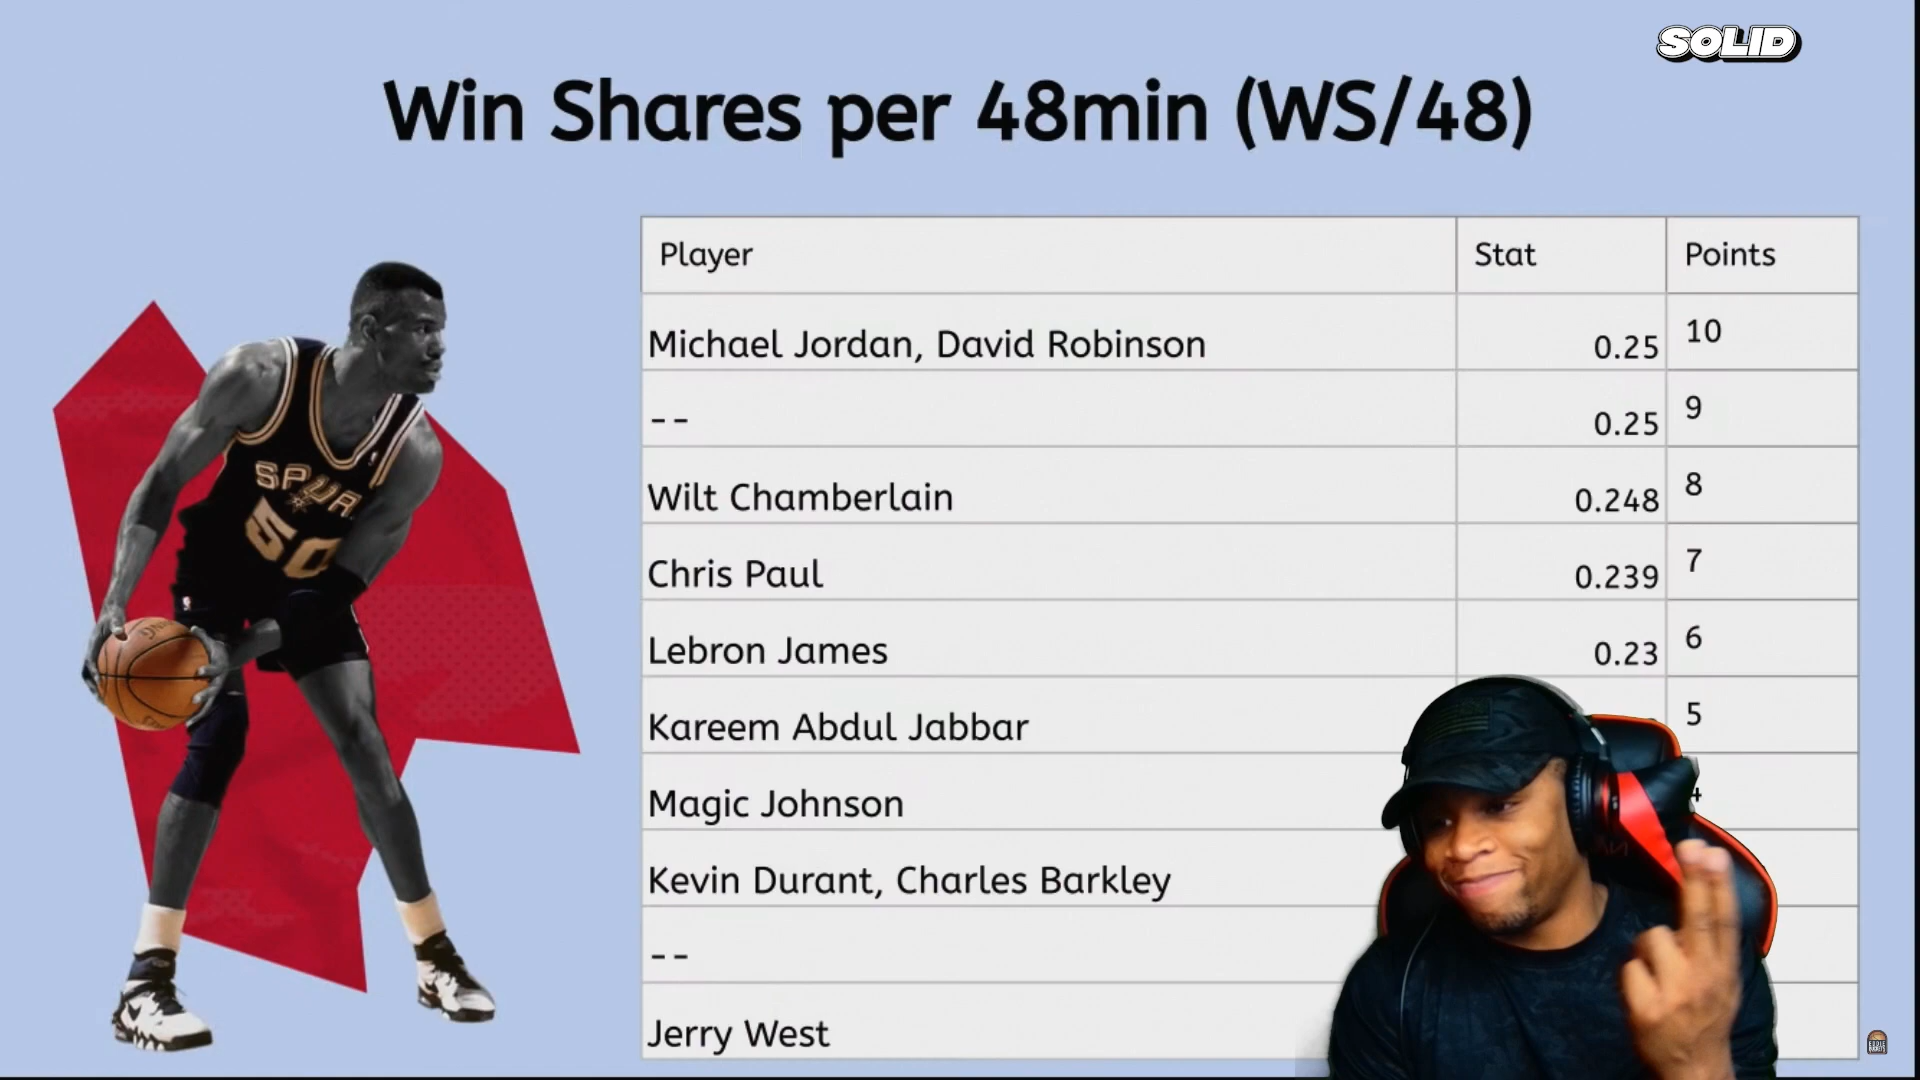 SOLID
Win Shares per 48min (WS/48)
Player Stat Points
Michael Jordan, David Robinson 0.25 10
-- 0.25 9
Wilt Chamberlain 0.248 8
Chris Paul 0.239 7
Lebron James 0.23 6
Kareem Abdul Jabbar 5
Magic Johnson
Kevin Durant, Charles Barkley
--
Jerry West
SPUR
50